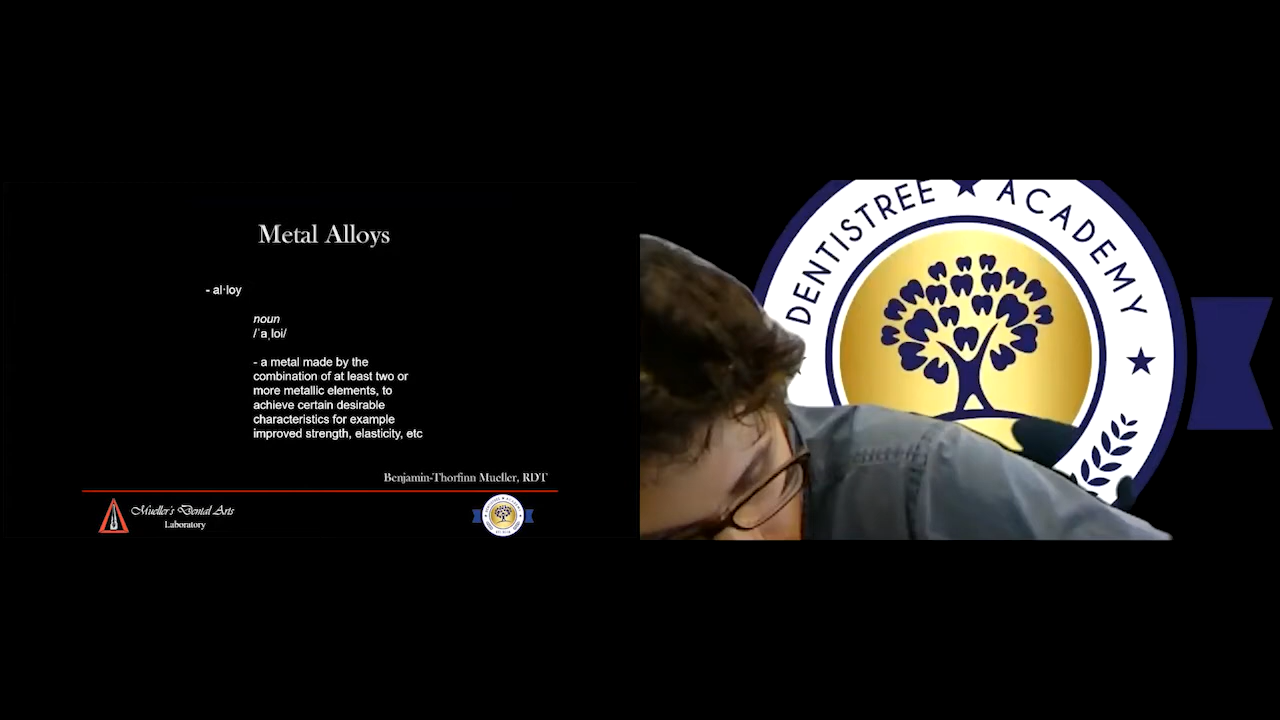 Metal Alloys
- al·loy
noun
/ˈaˌloi/
- a metal made by the
combination of at least two or
more metallic elements, to
achieve certain desirable
characteristics for example
improved strength, elasticity, etc
Benjamin-Thorfinn Mueller, RDT
Mueller's Dental Arts
Laboratory
DENTISTREE ★ ACADEMY ★